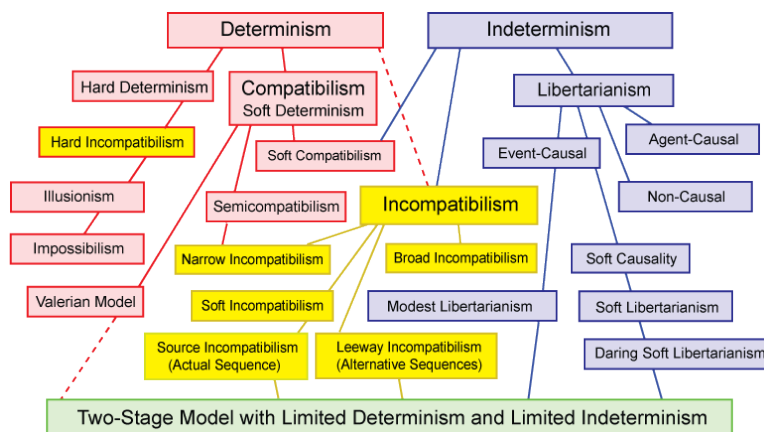 Determinism
Indeterminism
Hard Determinism
Compatibilism
Soft Determinism
Libertarianism
Hard Incompatibilism
Soft Compatibilism
Event-Causal
Agent-Causal
Illusionism
Semicompatibilism
Incompatibilism
Non-Causal
Impossibilism
Narrow Incompatibilism
Broad Incompatibilism
Soft Causality
Valerian Model
Soft Incompatibilism
Modest Libertarianism
Soft Libertarianism
Source Incompatibilism
(Actual Sequence)
Leeway Incompatibilism
(Alternative Sequences)
Daring Soft Libertarianism
Two-Stage Model with Limited Determinism and Limited Indeterminism